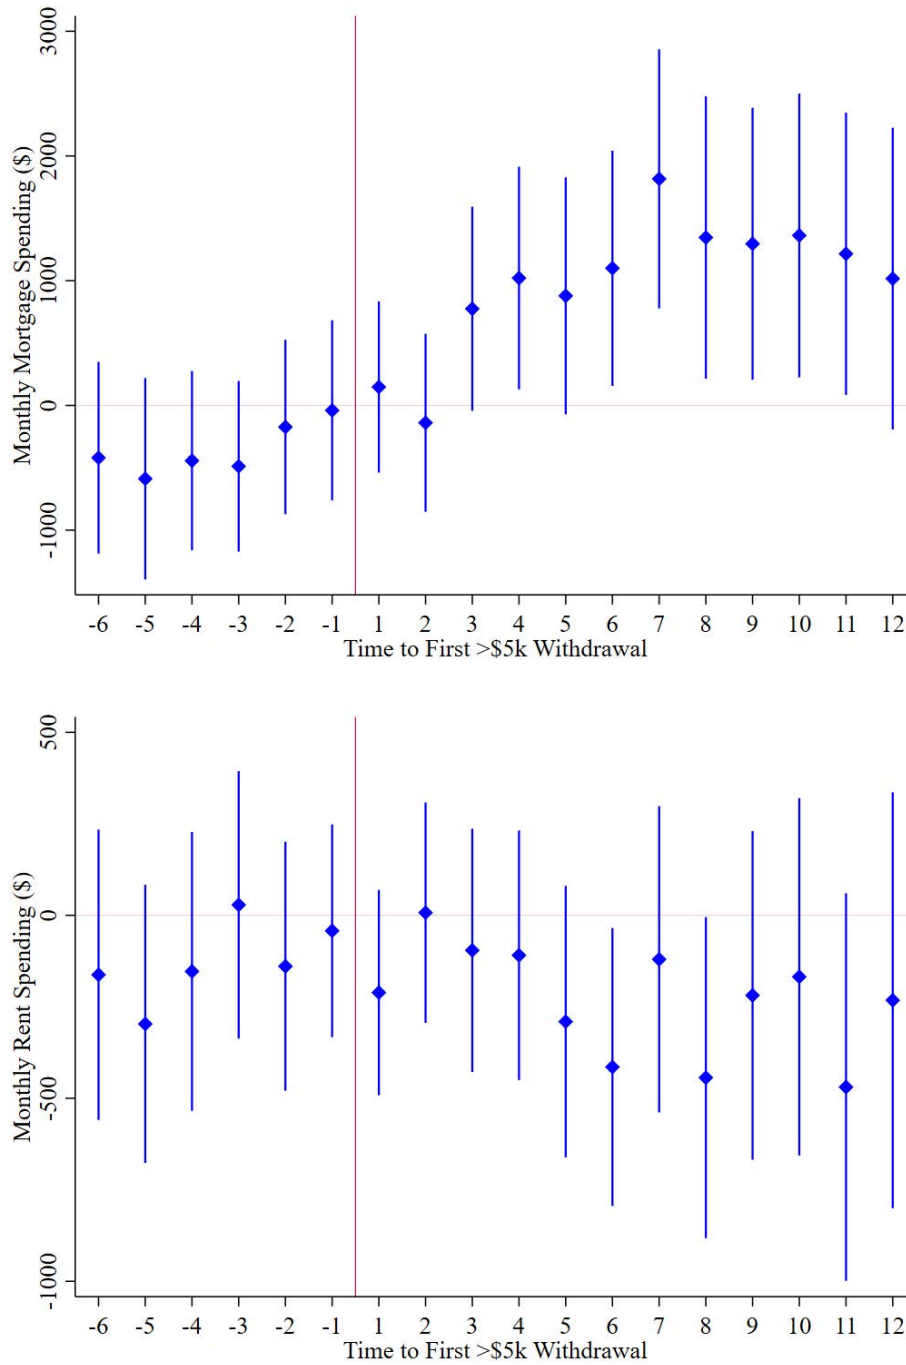 Monthly Mortgage Spending ($)
3000
2000
1000
0
-1000
-6 -5 -4 -3 -2 -1 1 2 3 4 5 6 7 8 9 10 11 12
Time to First >$5k Withdrawal
Monthly Rent Spending ($)
500
0
-500
-1000
-6 -5 -4 -3 -2 -1 1 2 3 4 5 6 7 8 9 10 11 12
Time to First >$5k Withdrawal